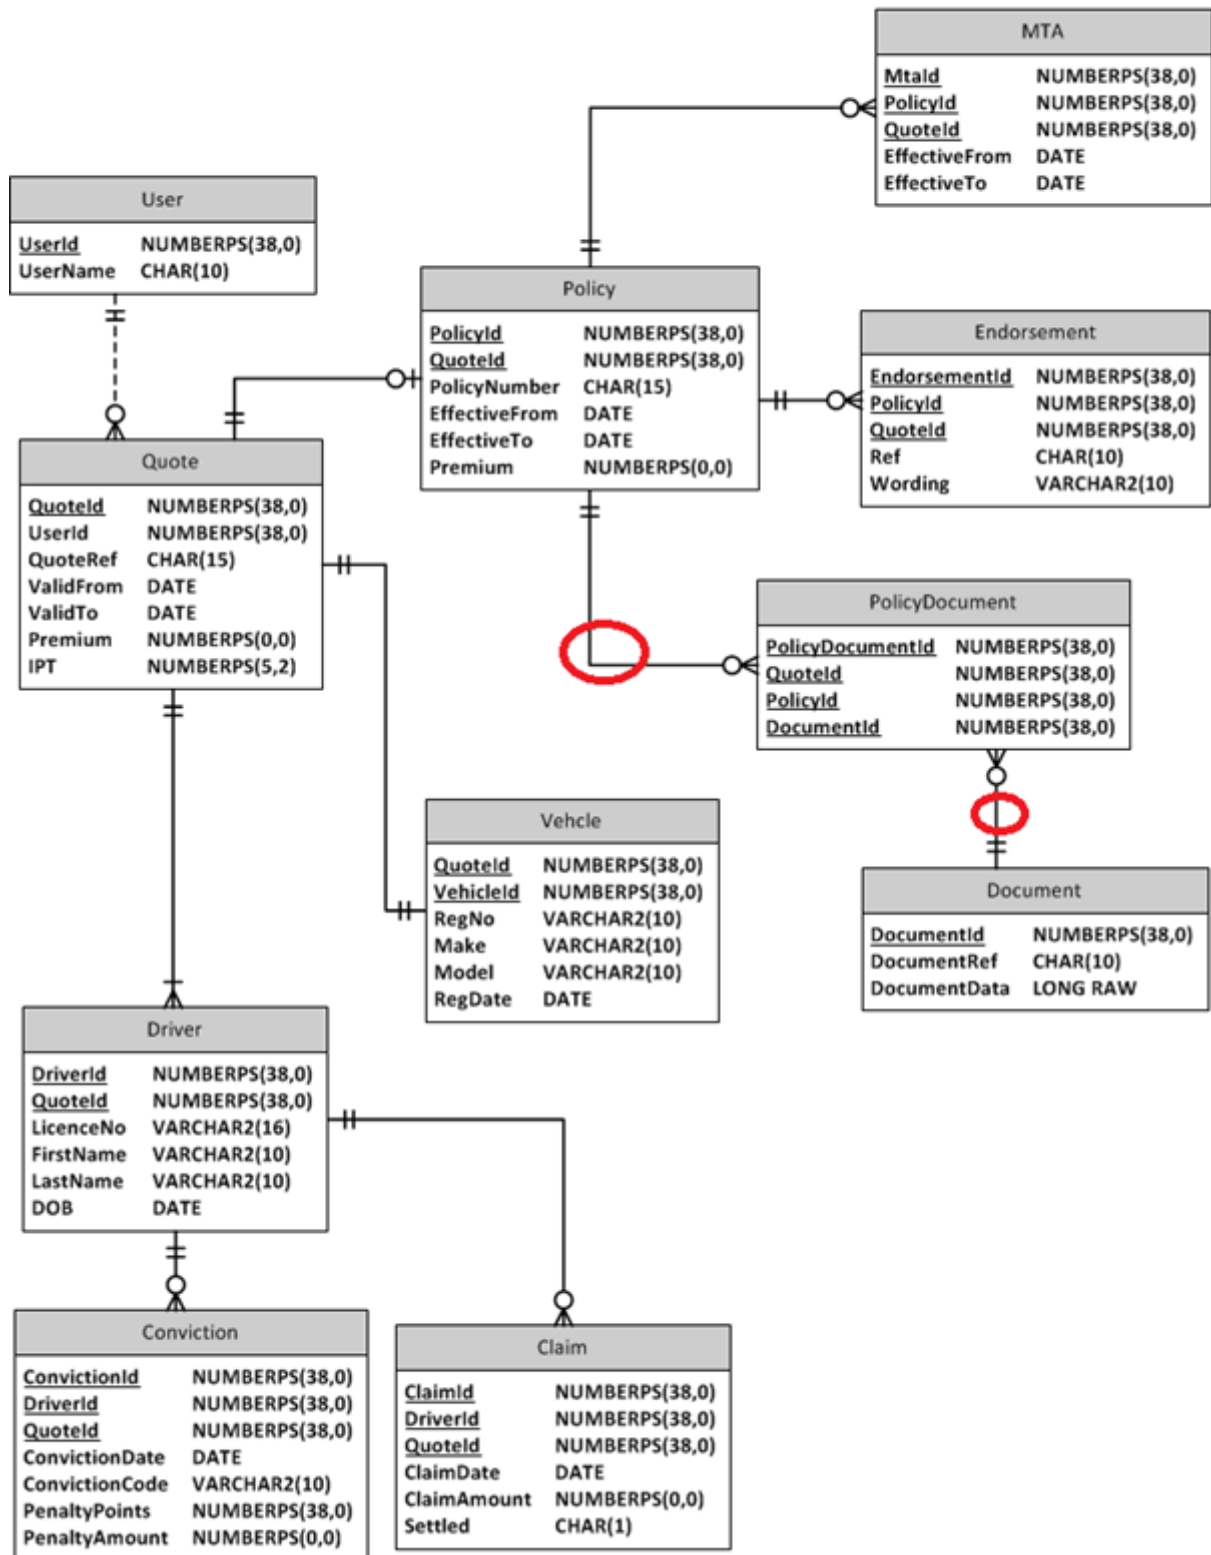 MTA
MtaId NUMBERPS(38,0)
PolicyId NUMBERPS(38,0)
QuoteId NUMBERPS(38,0)
EffectiveFrom DATE
EffectiveTo DATE
User
UserId NUMBERPS(38,0)
UserName CHAR(10)
Policy
PolicyId NUMBERPS(38,0)
QuoteId NUMBERPS(38,0)
PolicyNumber CHAR(15)
EffectiveFrom DATE
EffectiveTo DATE
Premium NUMBERPS(0,0)
Endorsement
EndorsementId NUMBERPS(38,0)
PolicyId NUMBERPS(38,0)
QuoteId NUMBERPS(38,0)
Ref CHAR(10)
Wording VARCHAR2(10)
Quote
QuoteId NUMBERPS(38,0)
UserId NUMBERPS(38,0)
QuoteRef CHAR(15)
ValidFrom DATE
ValidTo DATE
Premium NUMBERPS(0,0)
IPT NUMBERPS(5,2)
PolicyDocument
PolicyDocumentId NUMBERPS(38,0)
QuoteId NUMBERPS(38,0)
PolicyId NUMBERPS(38,0)
DocumentId NUMBERPS(38,0)
Vehcle
QuoteId NUMBERPS(38,0)
VehicleId NUMBERPS(38,0)
RegNo VARCHAR2(10)
Make VARCHAR2(10)
Model VARCHAR2(10)
RegDate DATE
Document
DocumentId NUMBERPS(38,0)
DocumentRef CHAR(10)
DocumentData LONG RAW
Driver
DriverId NUMBERPS(38,0)
QuoteId NUMBERPS(38,0)
LicenceNo VARCHAR2(16)
FirstName VARCHAR2(10)
LastName VARCHAR2(10)
DOB DATE
Conviction
ConvictionId NUMBERPS(38,0)
DriverId NUMBERPS(38,0)
QuoteId NUMBERPS(38,0)
ConvictionDate DATE
ConvictionCode VARCHAR2(10)
PenaltyPoints NUMBERPS(38,0)
PenaltyAmount NUMBERPS(0,0)
Claim
ClaimId NUMBERPS(38,0)
DriverId NUMBERPS(38,0)
QuoteId NUMBERPS(38,0)
ClaimDate DATE
ClaimAmount NUMBERPS(0,0)
Settled CHAR(1)